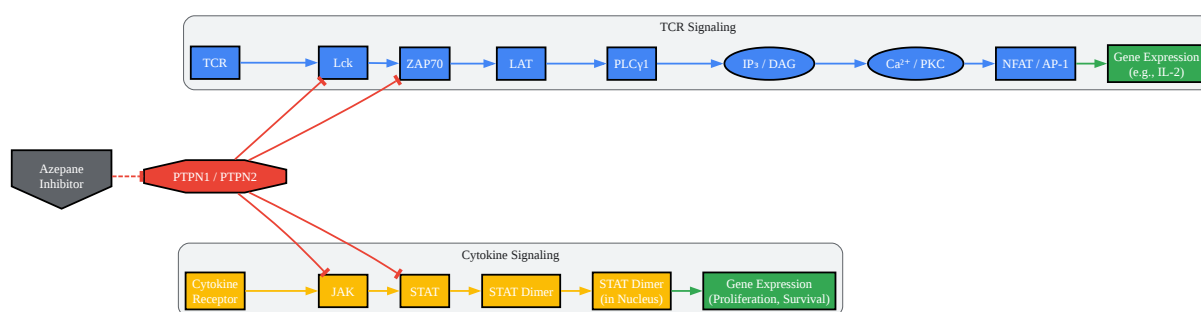 TCR Signaling
TCR
Lck
ZAP70
LAT
PLCγ1
IP₃ / DAG
Ca²⁺ / PKC
NFAT / AP-1
Gene Expression
(e.g., IL-2)
Azepane
Inhibitor
PTPN1 / PTPN2
Cytokine Signaling
Cytokine
Receptor
JAK
STAT
STAT Dimer
STAT Dimer
(in Nucleus)
Gene Expression
(Proliferation, Survival)